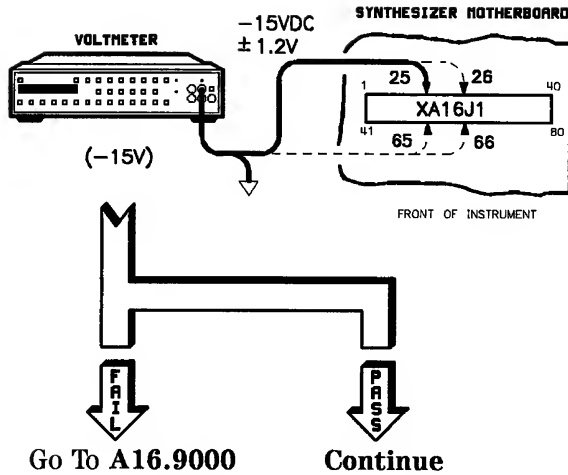 SYNTHESIZER MOTHERBOARD
-15VDC
± 1.2V
VOLTMETER
25 26
1 40
XA16J1
41 80
65 66
(-15V)
FRONT OF INSTRUMENT
FAIL
PASS
Go To A16.9000
Continue